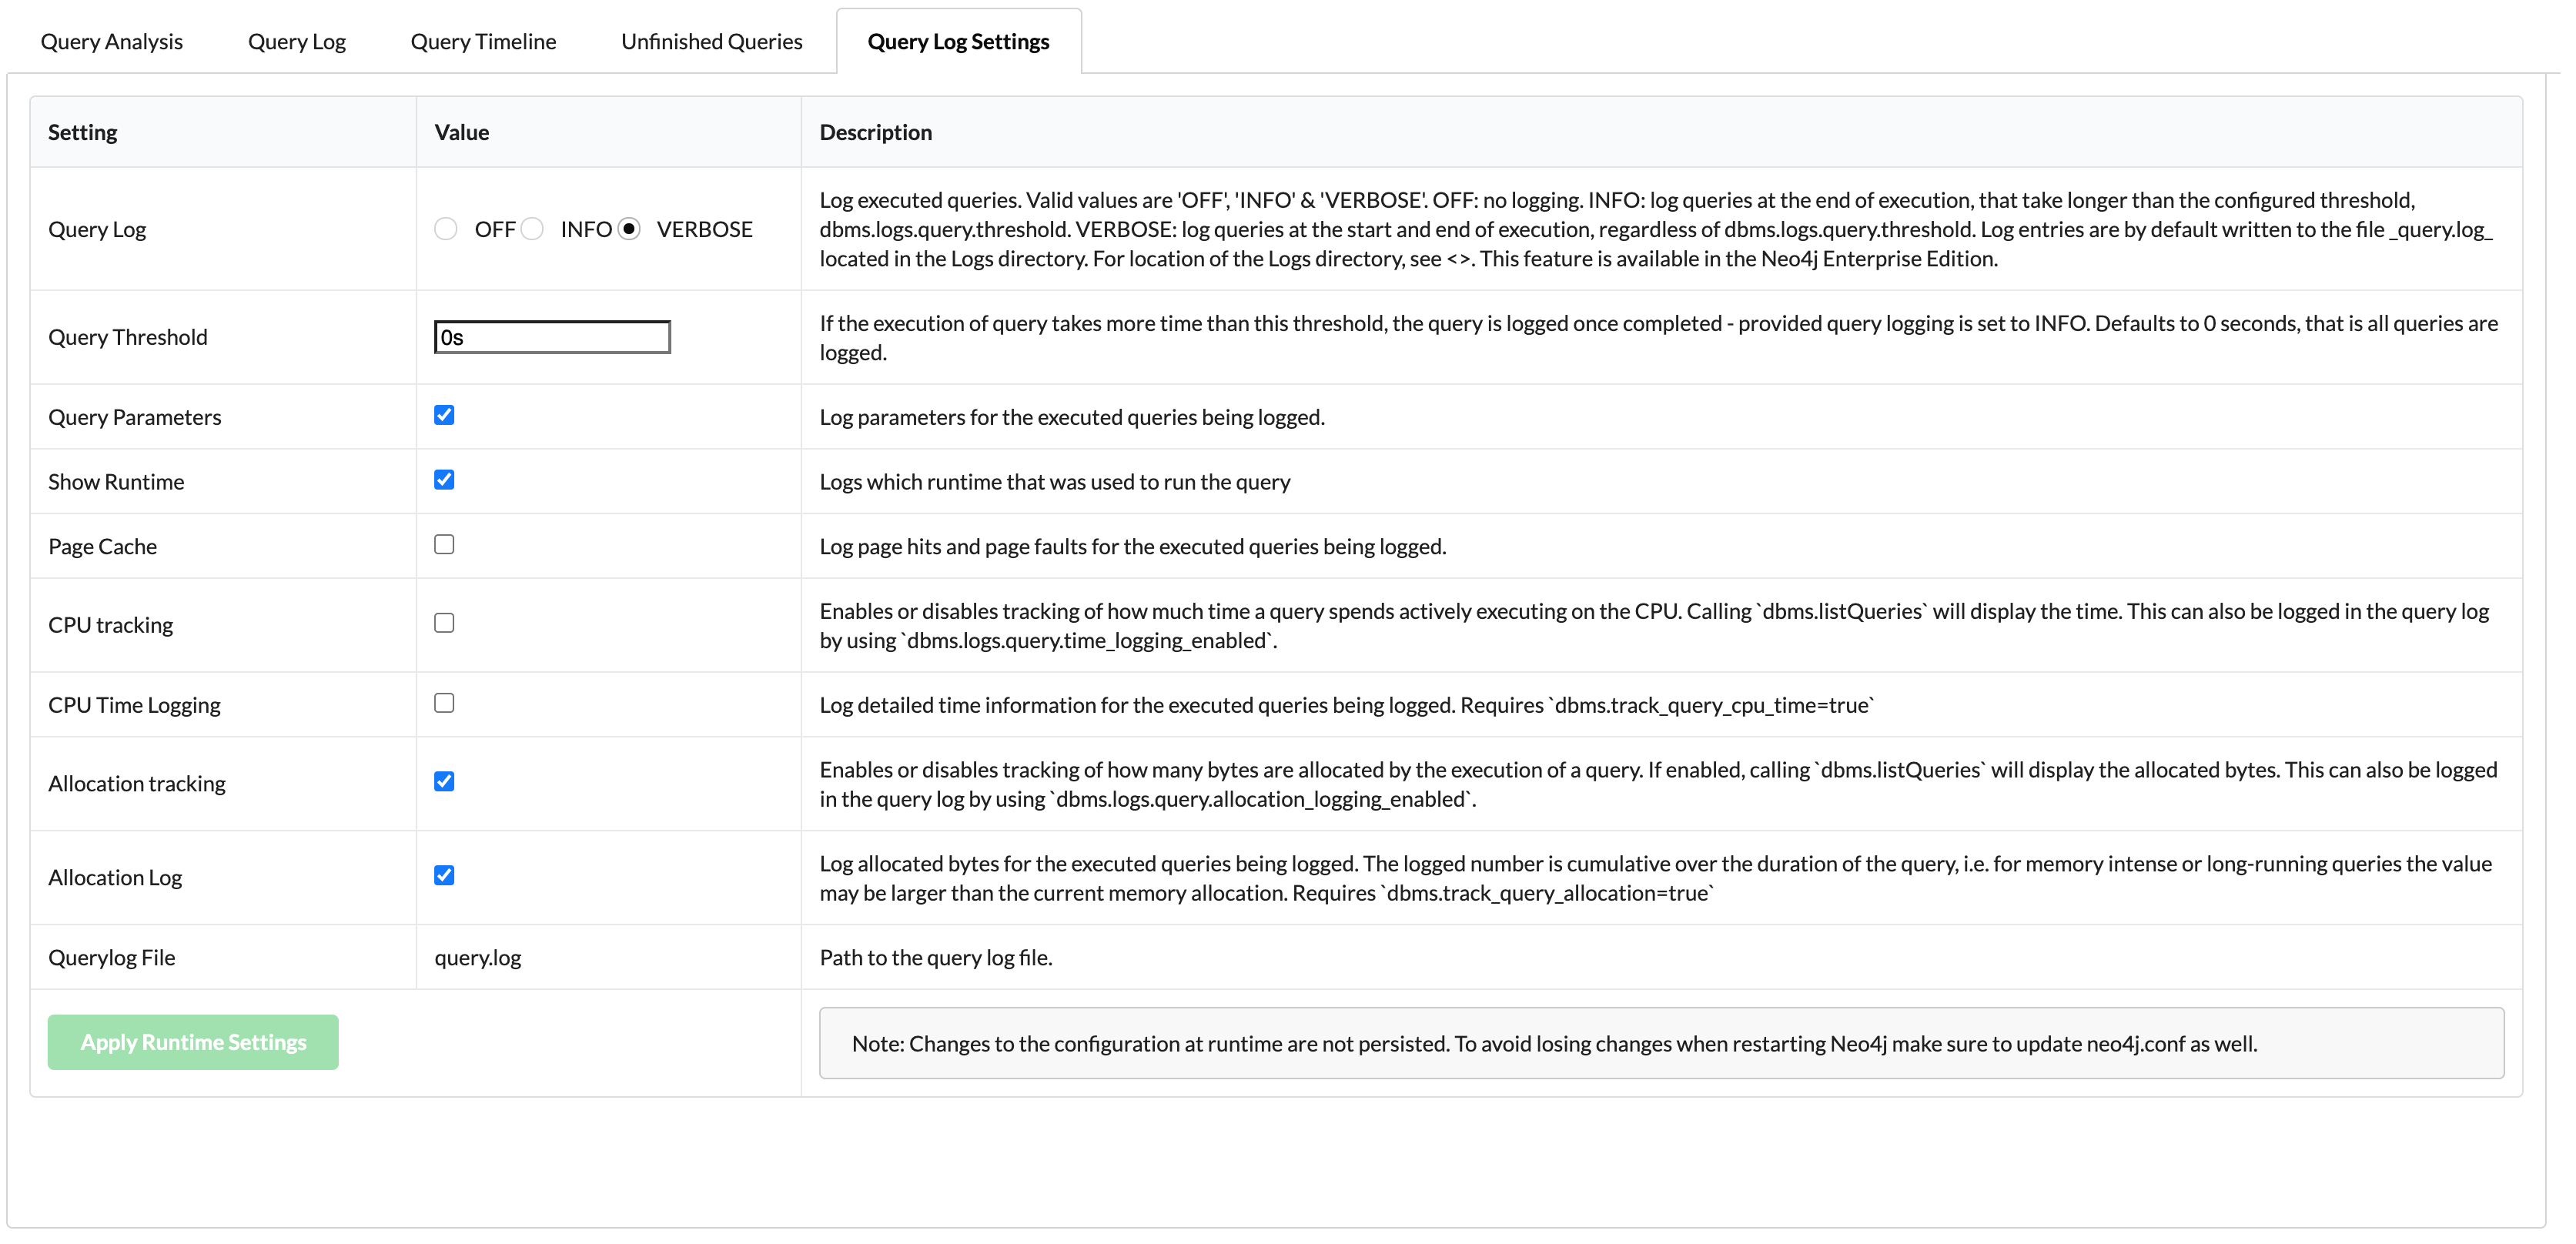 Query Analysis Query Log Query Timeline Unfinished Queries Query Log Settings
Setting Value Description
Query Log OFF INFO VERBOSE
Log executed queries. Valid values are 'OFF', 'INFO' & 'VERBOSE'. OFF: no logging. INFO: log queries at the end of execution, that take longer than the configured threshold,
dbms.logs.query.threshold. VERBOSE: log queries at the start and end of execution, regardless of dbms.logs.query.threshold. Log entries are by default written to the file _query.log_
located in the Logs directory. For location of the Logs directory, see <>. This feature is available in the Neo4j Enterprise Edition.
Query Threshold 0s
If the execution of query takes more time than this threshold, the query is logged once completed - provided query logging is set to INFO. Defaults to 0 seconds, that is all queries are
logged.
Query Parameters Log parameters for the executed queries being logged.
Show Runtime Logs which runtime that was used to run the query
Page Cache Log page hits and page faults for the executed queries being logged.
CPU tracking
Enables or disables tracking of how much time a query spends actively executing on the CPU. Calling `dbms.listQueries` will display the time. This can also be logged in the query log
by using `dbms.logs.query.time_logging_enabled`.
CPU Time Logging Log detailed time information for the executed queries being logged. Requires `dbms.track_query_cpu_time=true`
Allocation tracking
Enables or disables tracking of how many bytes are allocated by the execution of a query. If enabled, calling `dbms.listQueries` will display the allocated bytes. This can also be logged
in the query log by using `dbms.logs.query.allocation_logging_enabled`.
Allocation Log
Log allocated bytes for the executed queries being logged. The logged number is cumulative over the duration of the query, i.e. for memory intense or long-running queries the value
may be larger than the current memory allocation. Requires `dbms.track_query_allocation=true`
Querylog File query.log Path to the query log file.
Apply Runtime Settings Note: Changes to the configuration at runtime are not persisted. To avoid losing changes when restarting Neo4j make sure to update neo4j.conf as well.